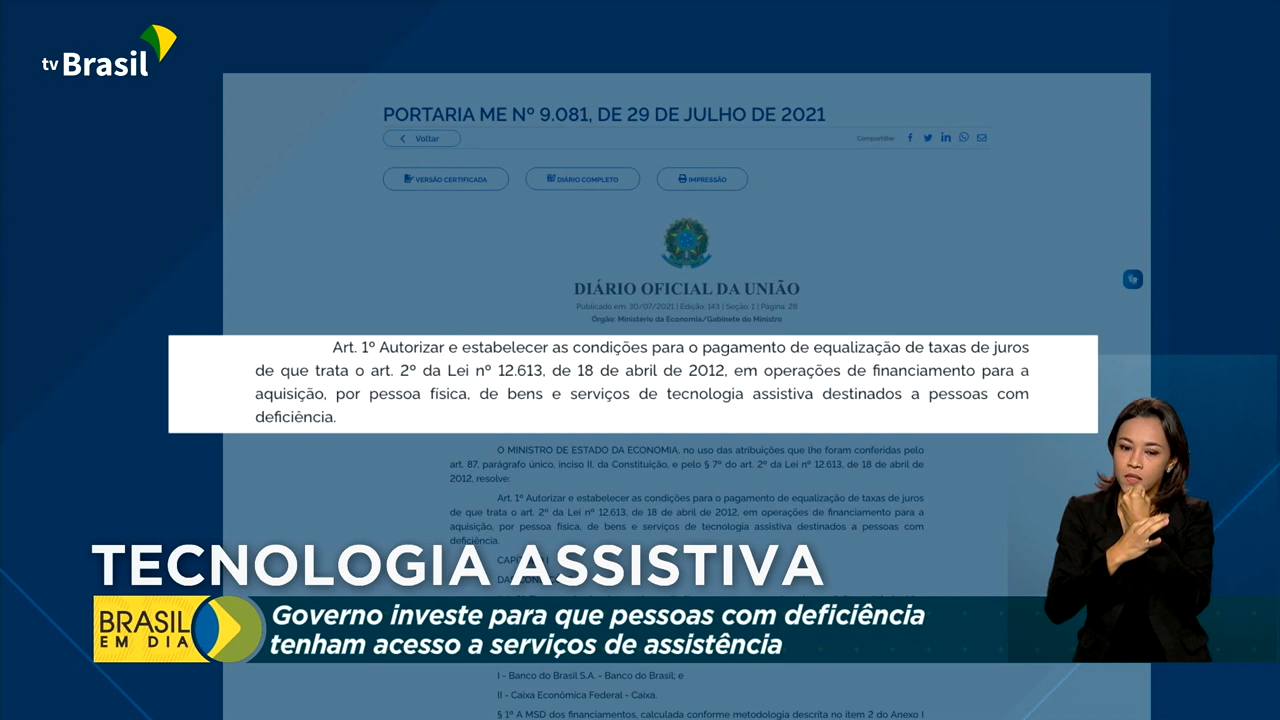 tv Brasil
PORTARIA ME Nº 9.081, DE 29 DE JULHO DE 2021
Voltar
Compartilhe:
VERSÃO CERTIFICADA
DIÁRIO COMPLETO
IMPRESSÃO
DIÁRIO OFICIAL DA UNIÃO
Publicado em: 30/07/2021 | Edição: 143 | Seção: 1 | Página: 28
Órgão: Ministério da Economia/Gabinete do Ministro
Art. 1º Autorizar e estabelecer as condições para o pagamento de equalização de taxas de juros
de que trata o art. 2º da Lei nº 12.613, de 18 de abril de 2012, em operações de financiamento para a
aquisição, por pessoa física, de bens e serviços de tecnologia assistiva destinados a pessoas com
deficiência.
O MINISTRO DE ESTADO DA ECONOMIA, no uso das atribuições que lhe foram conferidas pelo
art. 87, parágrafo único, inciso II, da Constituição, e pelo § 7º do art. 2º da Lei nº 12.613, de 18 de abril de
2012, resolve:
Art. 1º Autorizar e estabelecer as condições para o pagamento de equalização de taxas de juros
de que trata o art. 2º da Lei nº 12.613, de 18 de abril de 2012, em operações de financiamento para a
aquisição, por pessoa física, de bens e serviços de tecnologia assistiva destinados a pessoas com
deficiência.
TECNOLOGIA ASSISTIVA
BRASIL
EM DIA
Governo investe para que pessoas com deficiência
tenham acesso a serviços de assistência
I - Banco do Brasil S.A. - Banco do Brasil; e
II - Caixa Econômica Federal - Caixa.
§ 1º A MSD dos financiamentos, calculada conforme metodologia descrita no item 2 do Anexo I